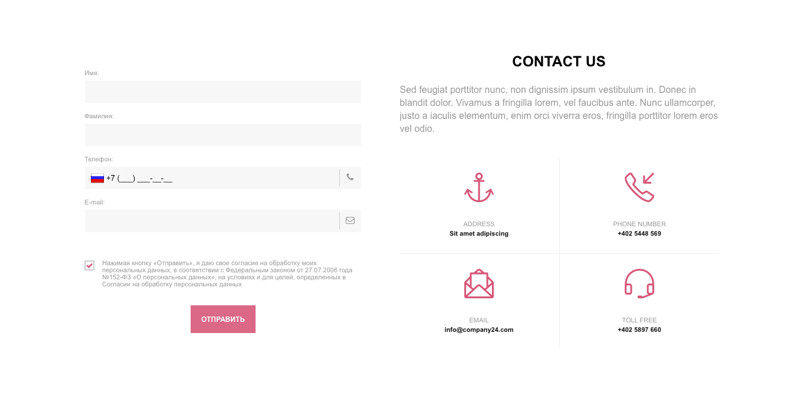 Имя:
Фамилия:
Телефон:
+7 (___) ___-__-__
E-mail:
Нажимая кнопку «Отправить», я даю свое согласие на обработку моих
персональных данных, в соответствии с Федеральным законом от 27.07.2006 года
№152-ФЗ «О персональных данных», на условиях и для целей, определенных в
Согласии на обработку персональных данных
ОТПРАВИТЬ
CONTACT US
Sed feugiat porttitor nunc, non dignissim ipsum vestibulum in. Donec in
blandit dolor. Vivamus a fringilla lorem, vel faucibus ante. Nunc ullamcorper,
justo a iaculis elementum, enim orci viverra eros, fringilla porttitor lorem eros
vel odio.
ADDRESS
Sit amet adipiscing
PHONE NUMBER
+402 5448 569
EMAIL
info@company24.com
TOLL FREE
+402 5897 660